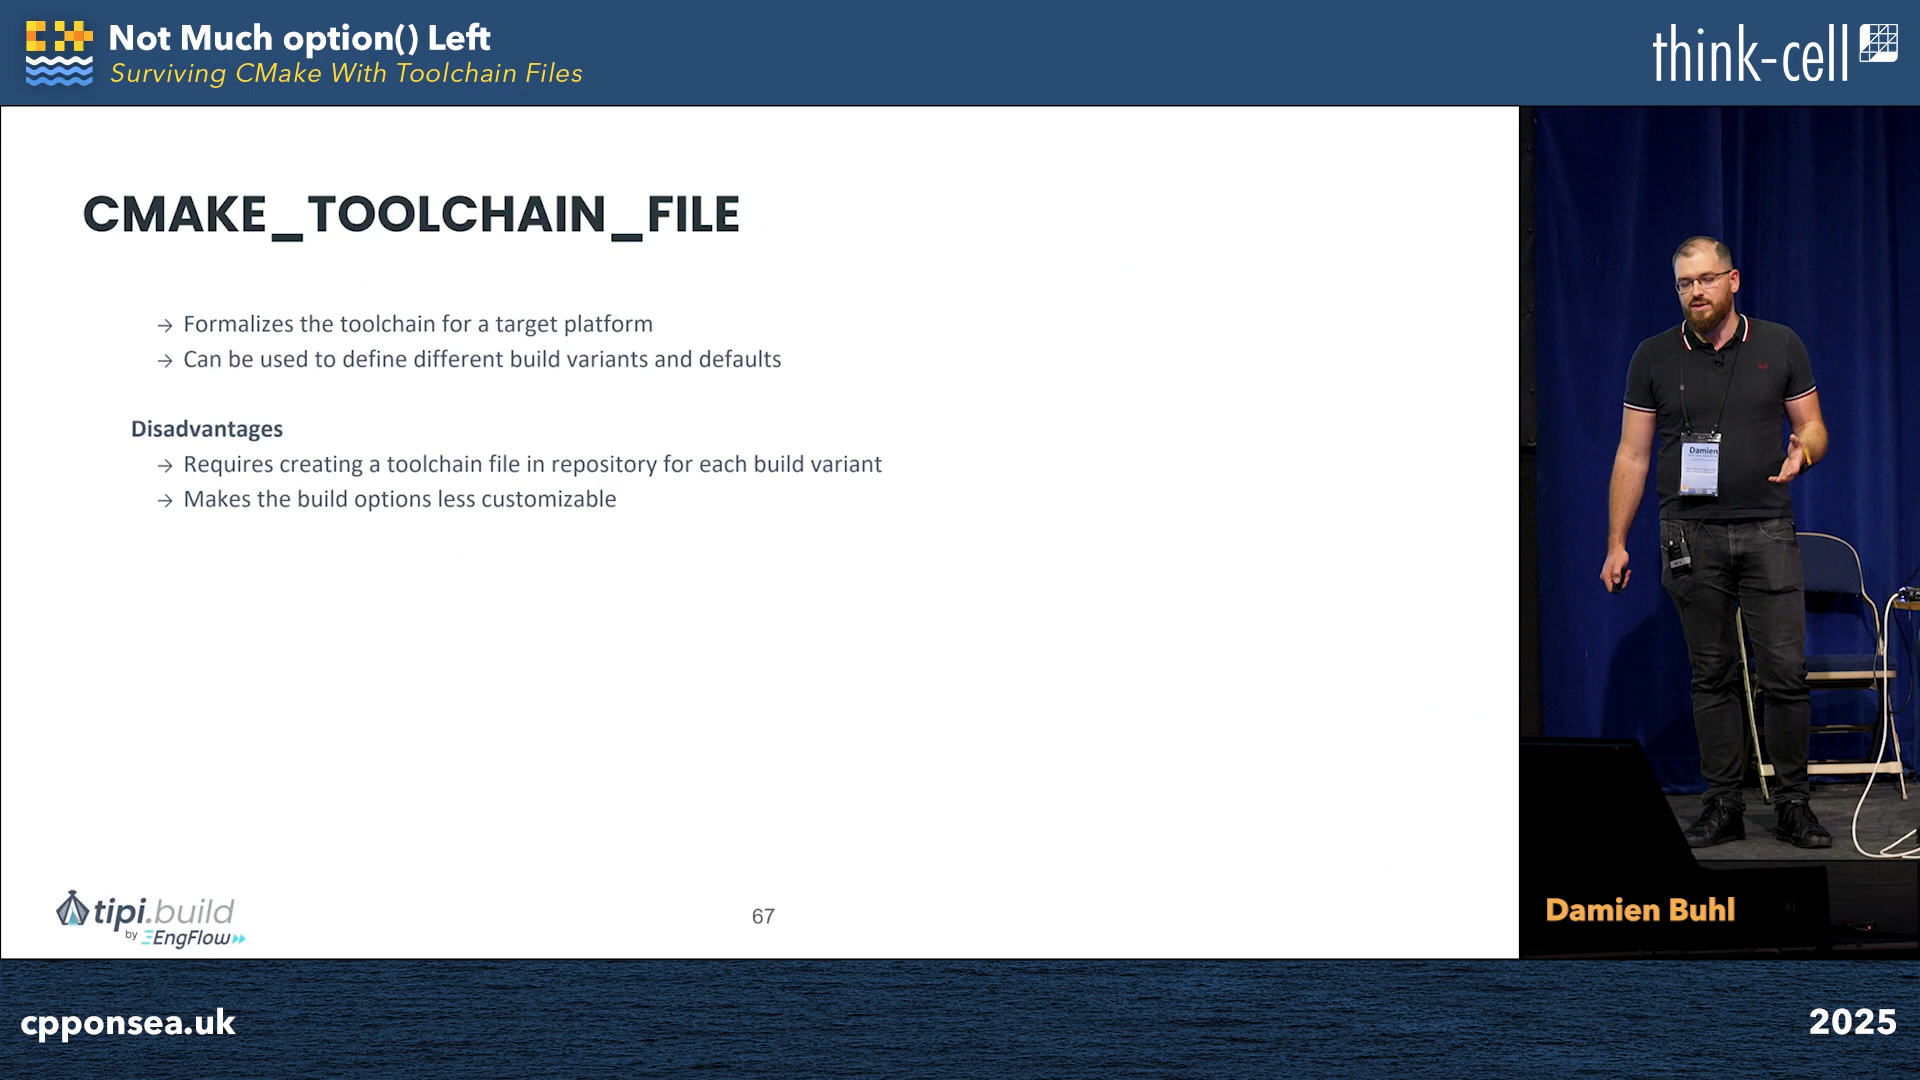 Not Much option() Left
Surviving CMake With Toolchain Files
think-cell
CMAKE_TOOLCHAIN_FILE
→ Formalizes the toolchain for a target platform
→ Can be used to define different build variants and defaults
Disadvantages
→ Requires creating a toolchain file in repository for each build variant
→ Makes the build options less customizable
tipi.build
by EngFlow
67
Damien
Damien Buhl
cpponsea.uk
2025